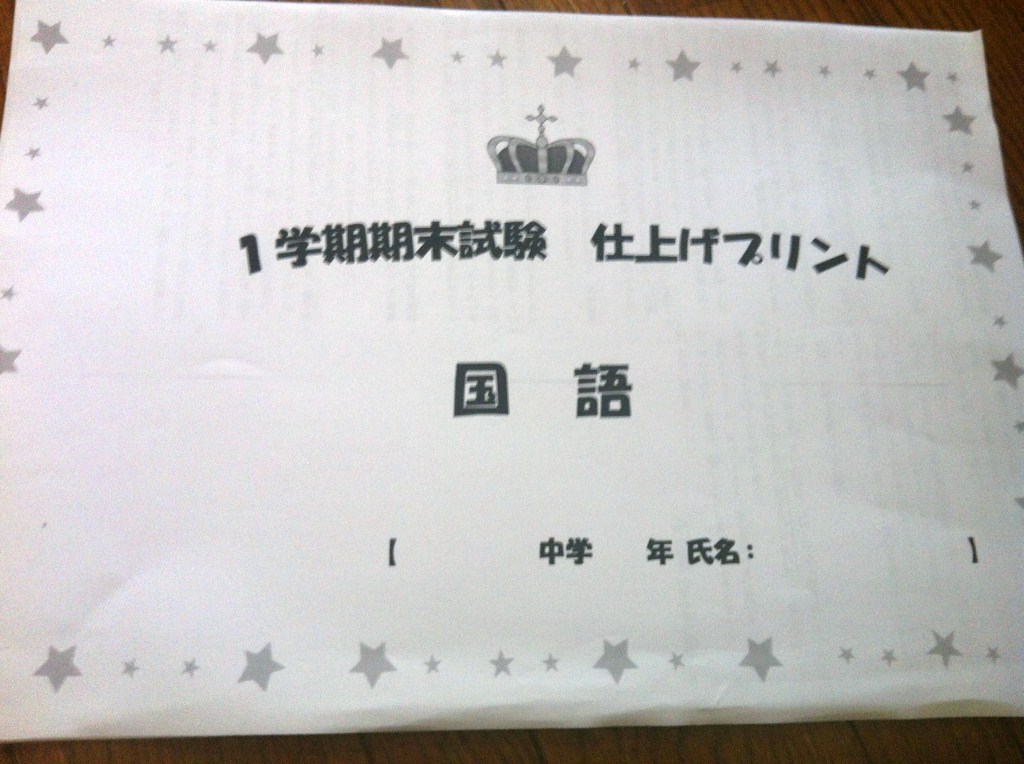 1学期期末試験　仕上げプリント
国　語
【　　　　　中学　　年 氏名：　　　　　　　　】